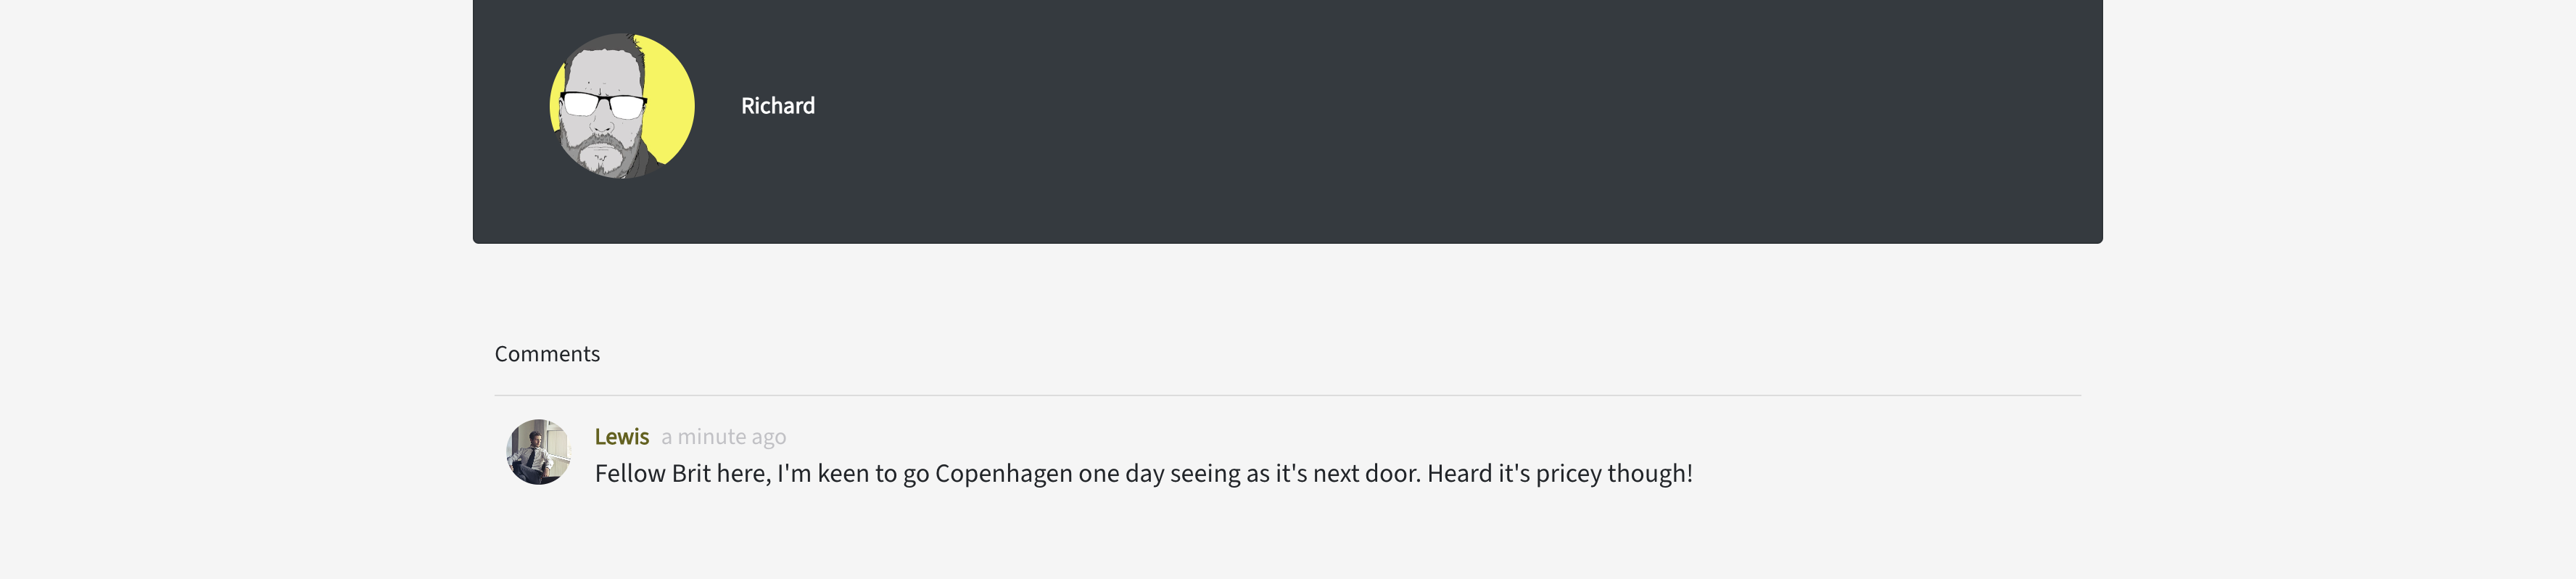 Richard
Comments
Lewis a minute ago
Fellow Brit here, I'm keen to go Copenhagen one day seeing as it's next door. Heard it's pricey though!